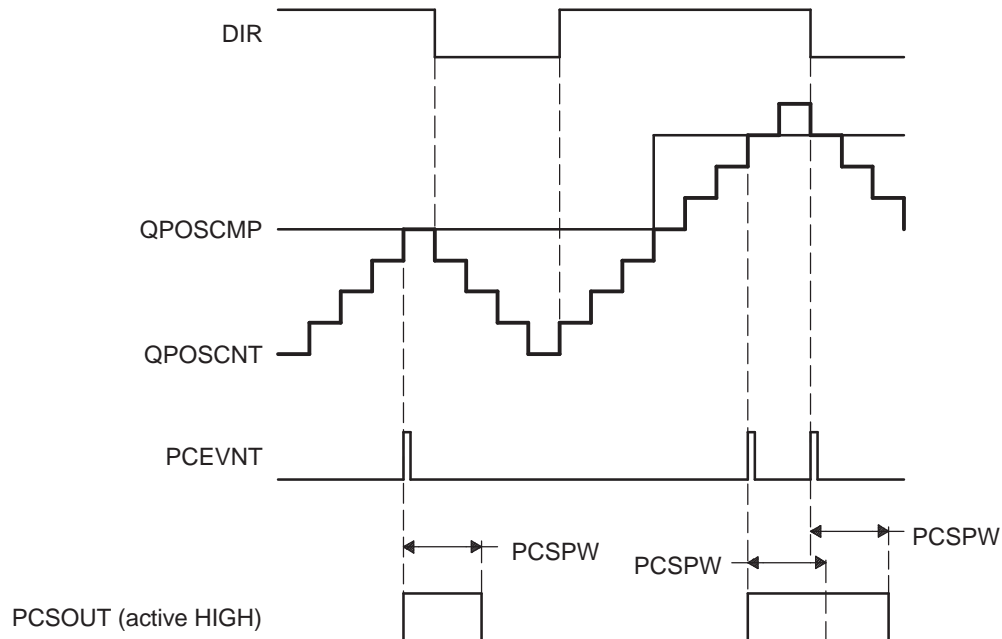 DIR
QPOSCMP
QPOSCNT
PCEVNT
PCSPW
PCSPW
PCSPW
PCSOUT (active HIGH)